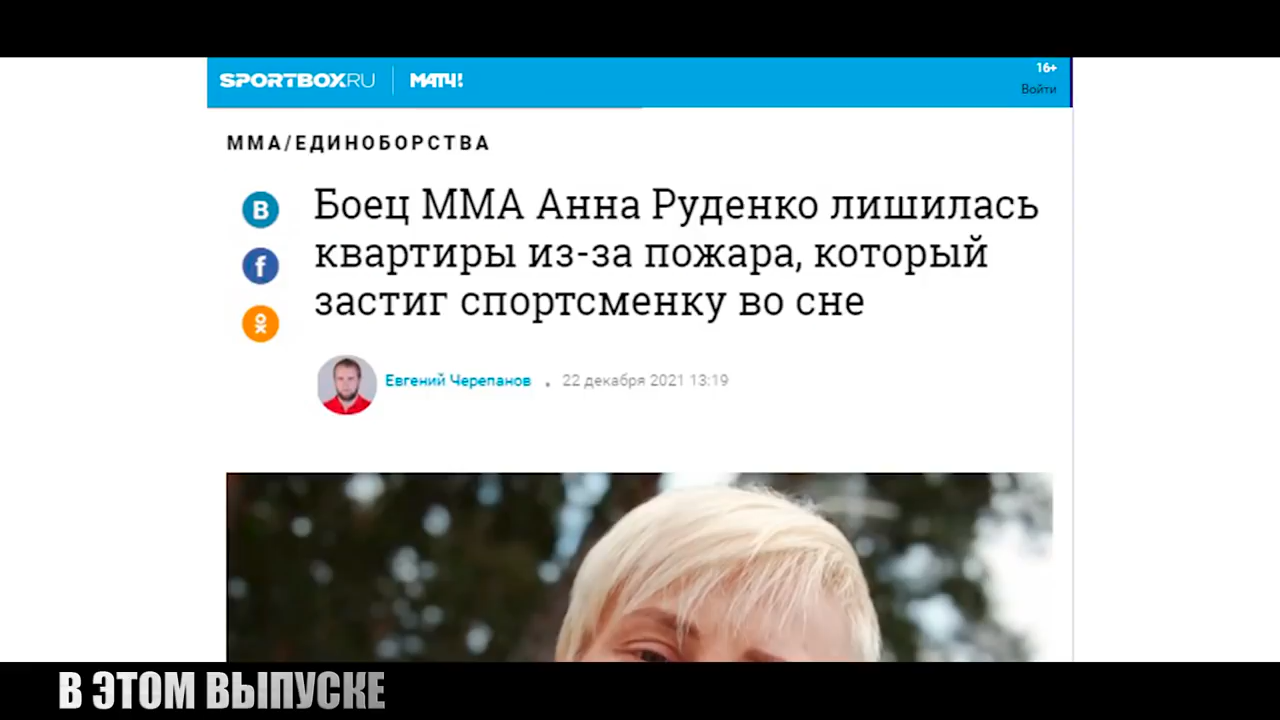 SPORTBOX.RU МАТЧ!
16+
Войти
ММА/ЕДИНОБОРСТВА
Боец ММА Анна Руденко лишилась
квартиры из-за пожара, который
застиг спортсменку во сне
Евгений Черепанов . 22 декабря 2021 13:19
В ЭТОМ ВЫПУСКЕ